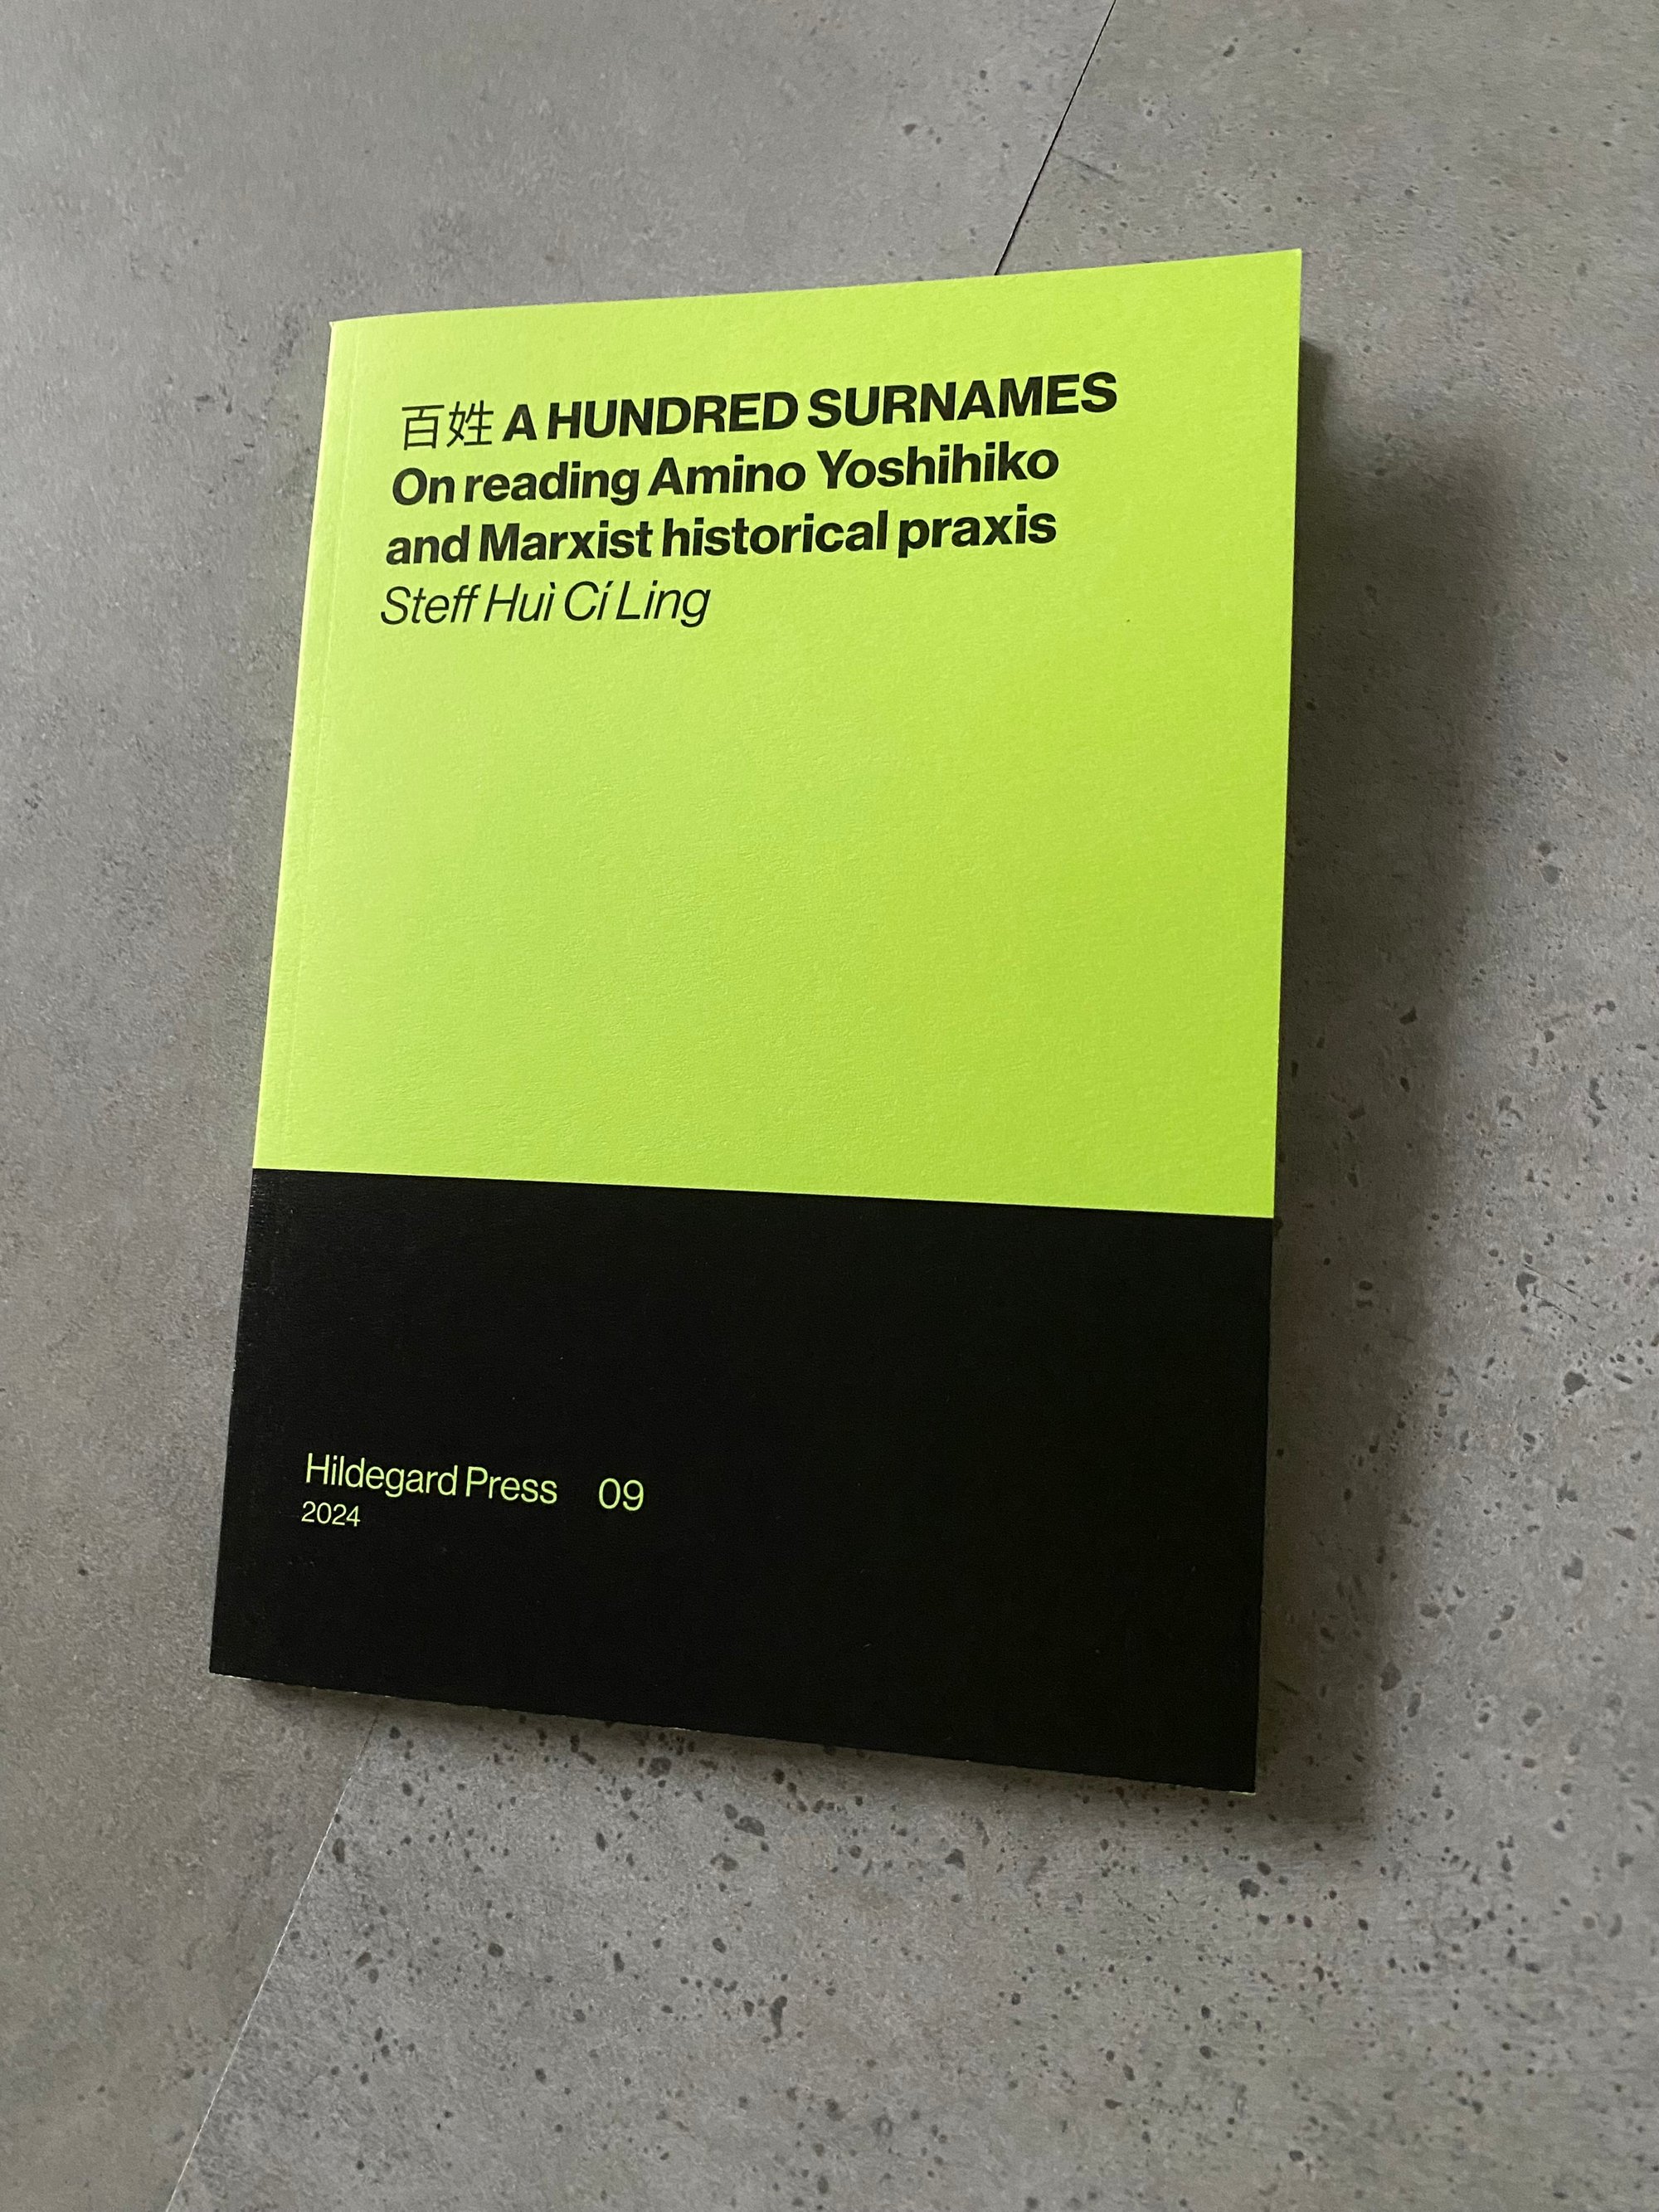 百姓 A HUNDRED SURNAMES
On reading Amino Yoshihiko
and Marxist historical praxis
Steff Huì Cí Ling
Hildegard Press 09
2024